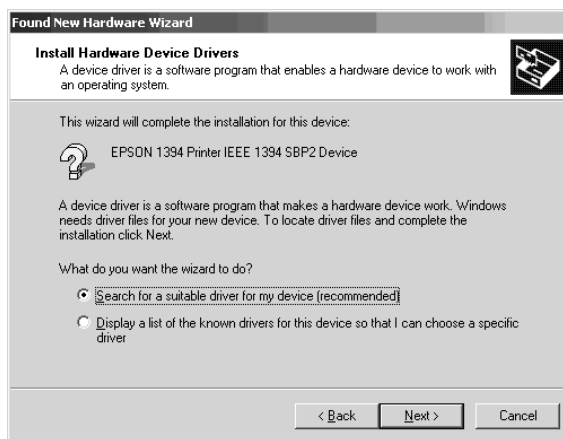 Found New Hardware Wizard
Install Hardware Device Drivers
A device driver is a software program that enables a hardware device to work with
an operating system.
This wizard will complete the installation for this device:
EPSON 1394 Printer IEEE 1394 SBP2 Device
A device driver is a software program that makes a hardware device work. Windows
needs driver files for your new device. To locate driver files and complete the
installation click Next.
What do you want the wizard to do?
Search for a suitable driver for my device (recommended)
Display a list of the known drivers for this device so that I can choose a specific
driver
< Back Next > Cancel